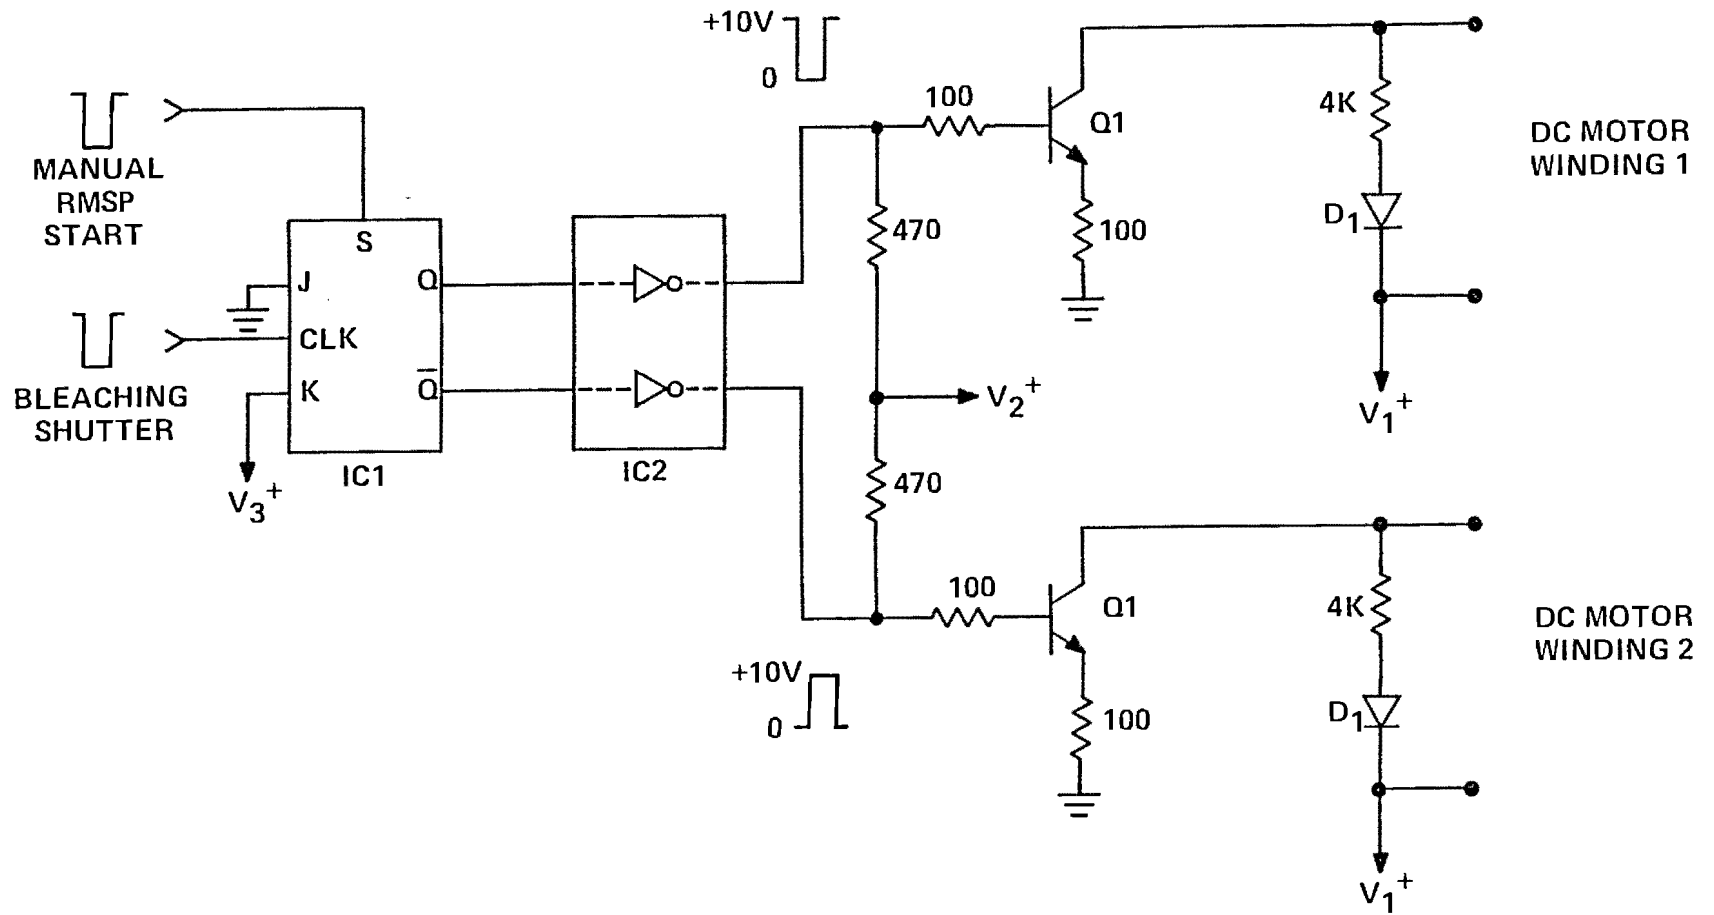 +10V
0
MANUAL
RMSP
START
BLEACHING
SHUTTER
S
J
Q
CLK
K
Q̅
IC1
V3+
IC2
470
V2+
470
100
Q1
100
4K
D1
V1+
DC MOTOR
WINDING 1
+10V
0
100
Q1
100
4K
D1
V1+
DC MOTOR
WINDING 2